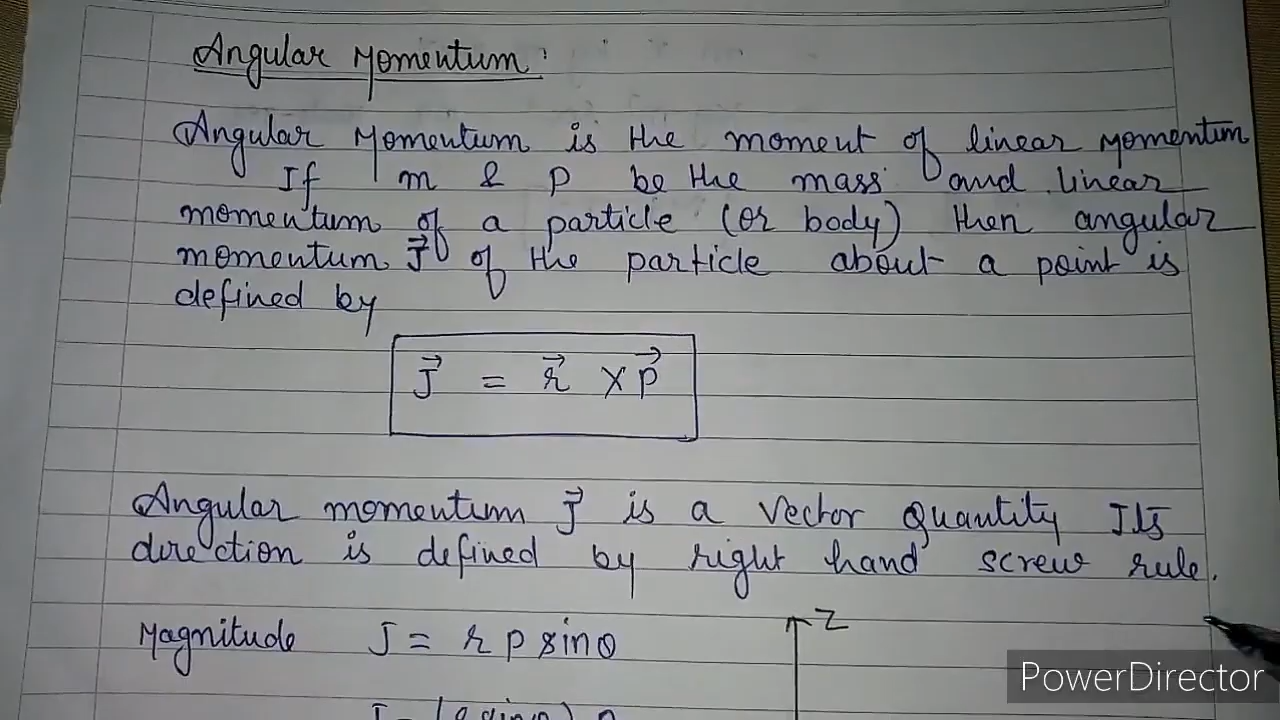 Angular Momentum:
Angular Momentum is the moment of linear Momentum
If m & p be the mass and linear
momentum of a particle (or body) then angular
momentum J⃗ of the particle about a point is
defined by
J⃗ = r⃗ × p⃗
Angular momentum J⃗ is a vector quantity Its
direction is defined by right hand screw rule.
Magnitude J = r p sinθ
Z
PowerDirector